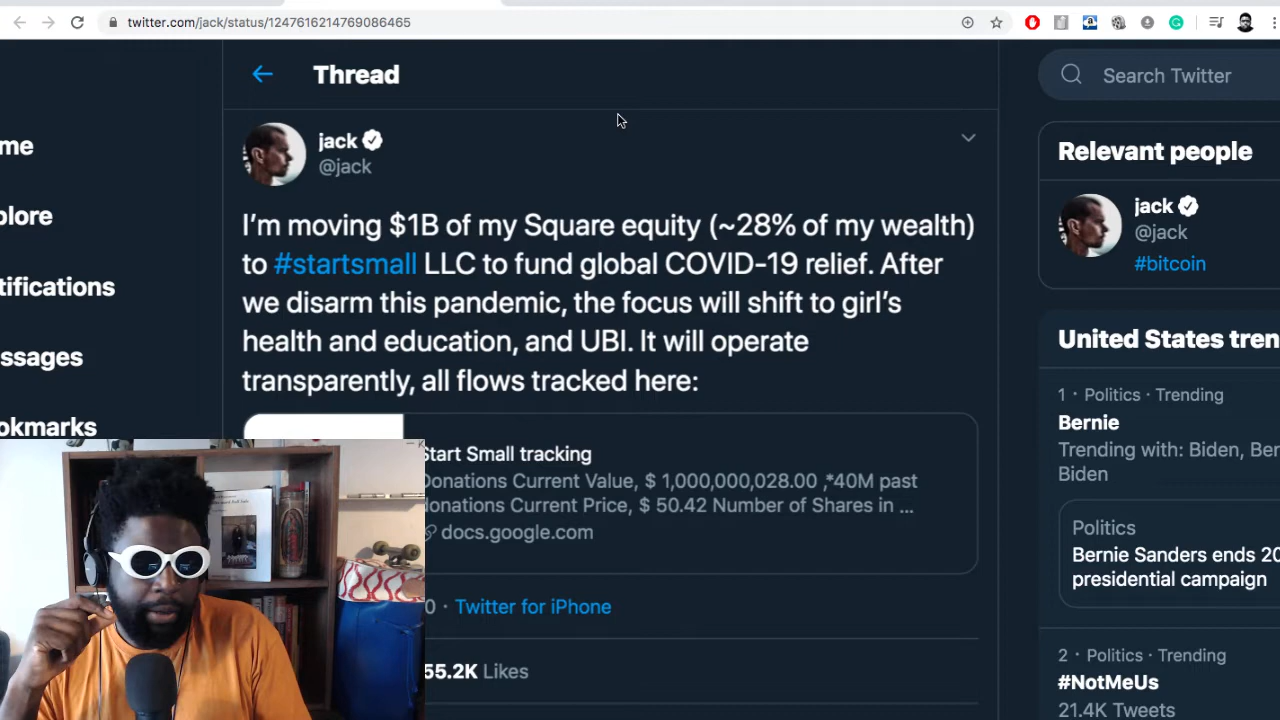 twitter.com/jack/status/1247616214769086465
Thread
Search Twitter
me
plore
tifications
essages
ookmarks
jack
@jack
I'm moving $1B of my Square equity (~28% of my wealth)
to #startsmall LLC to fund global COVID-19 relief. After
we disarm this pandemic, the focus will shift to girl's
health and education, and UBI. It will operate
transparently, all flows tracked here:
Start Small tracking
Donations Current Value, $ 1,000,000,028.00 ,*40M past
donations Current Price, $ 50.42 Number of Shares in ...
docs.google.com
0 · Twitter for iPhone
55.2K Likes
Relevant people
jack
@jack
#bitcoin
United States tren
1 · Politics · Trending
Bernie
Trending with: Biden, Ber
Biden
Politics
Bernie Sanders ends 20
presidential campaign
2 · Politics · Trending
#NotMeUs
21.4K Tweets